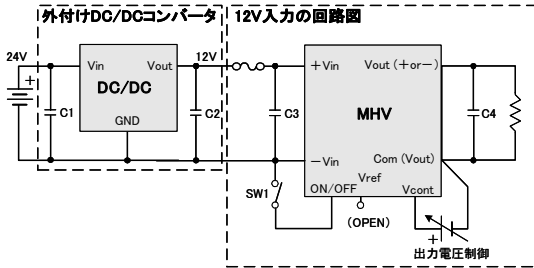 外付けDC/DCコンバータ
12V入力の回路図
24V
+
Vin
Vout
DC/DC
GND
C1
12V
C2
C3
+Vin
Vout (+or−)
MHV
−Vin
Com (Vout)
ON/OFF
Vref
Vcont
C4
SW1
(OPEN)
+
出力電圧制御